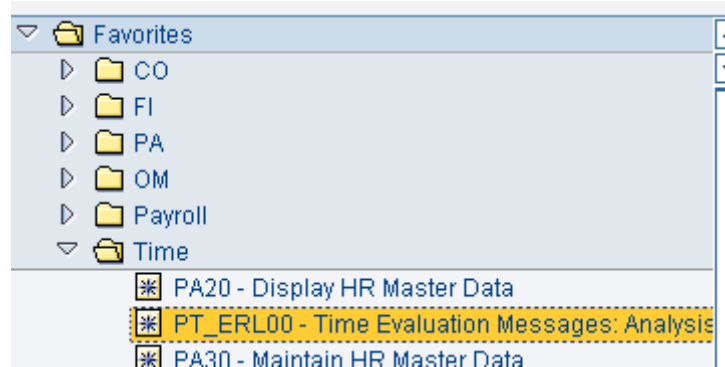 Favorites
CO
FI
PA
OM
Payroll
Time
PA20 - Display HR Master Data
PT_ERL00 - Time Evaluation Messages: Analysis
PA30 - Maintain HR Master Data